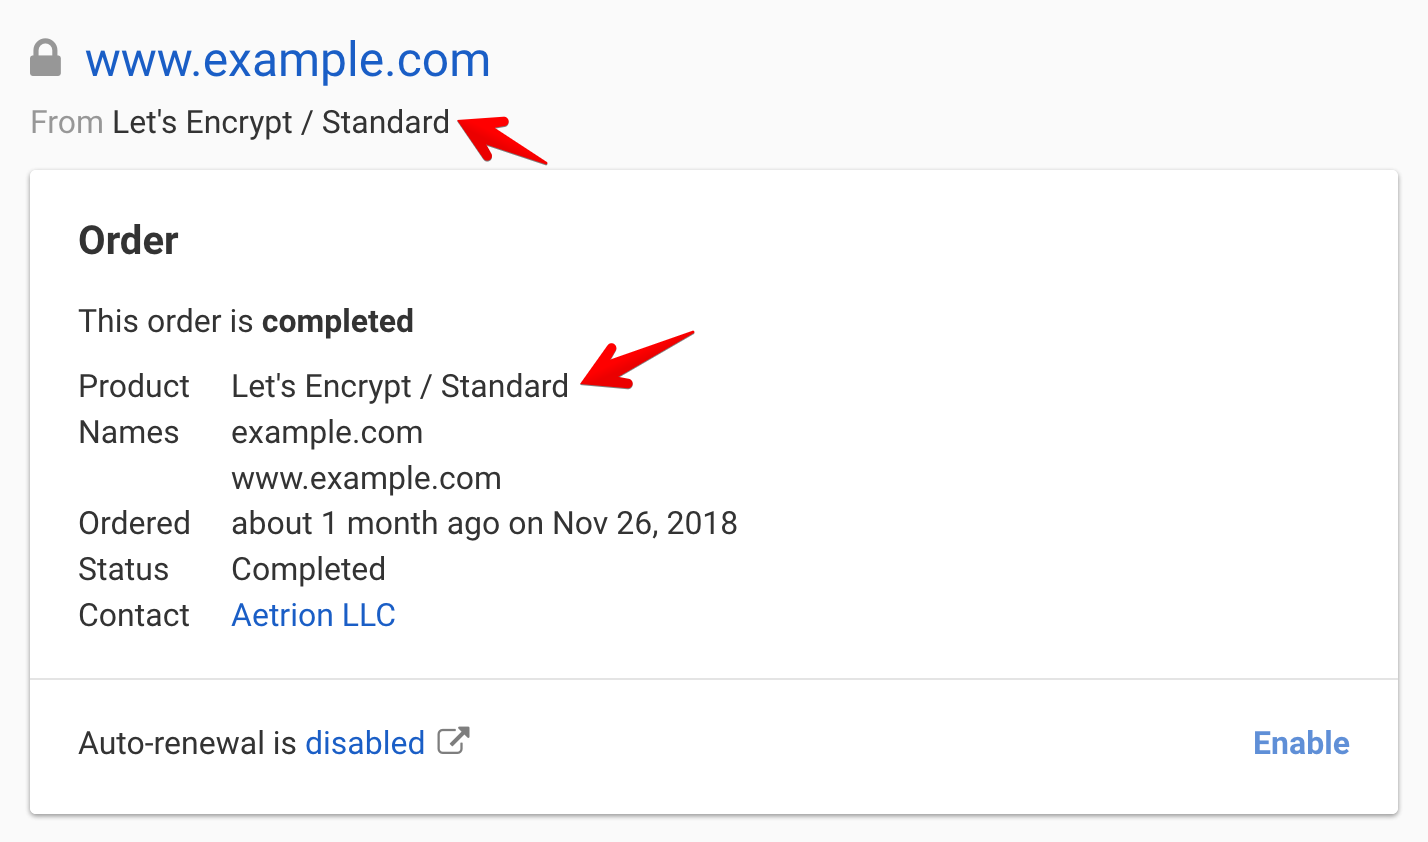 www.example.com
From Let's Encrypt / Standard
Order
This order is completed
Product Let's Encrypt / Standard
Names example.com
www.example.com
Ordered about 1 month ago on Nov 26, 2018
Status Completed
Contact Aetrion LLC
Auto-renewal is disabled Enable